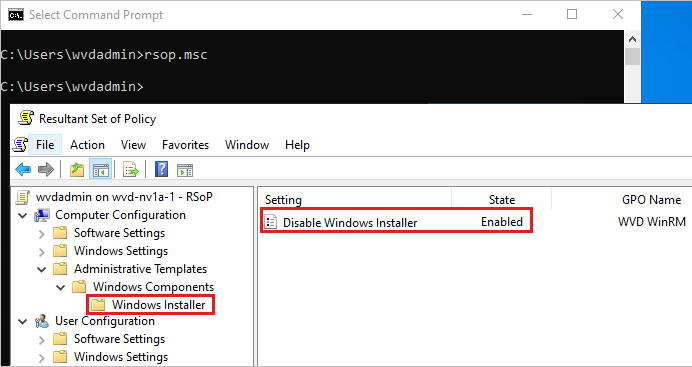 Select Command Prompt
C:\Users\wvdadmin>rsop.msc
C:\Users\wvdadmin>
Resultant Set of Policy
File Action View Favorites Window Help
wvdadmin on wvd-nv1a-1 - RSoP
Computer Configuration
Software Settings
Windows Settings
Administrative Templates
Windows Components
Windows Installer
User Configuration
Software Settings
Windows Settings
Setting State GPO Name
Disable Windows Installer Enabled WVD WinRM